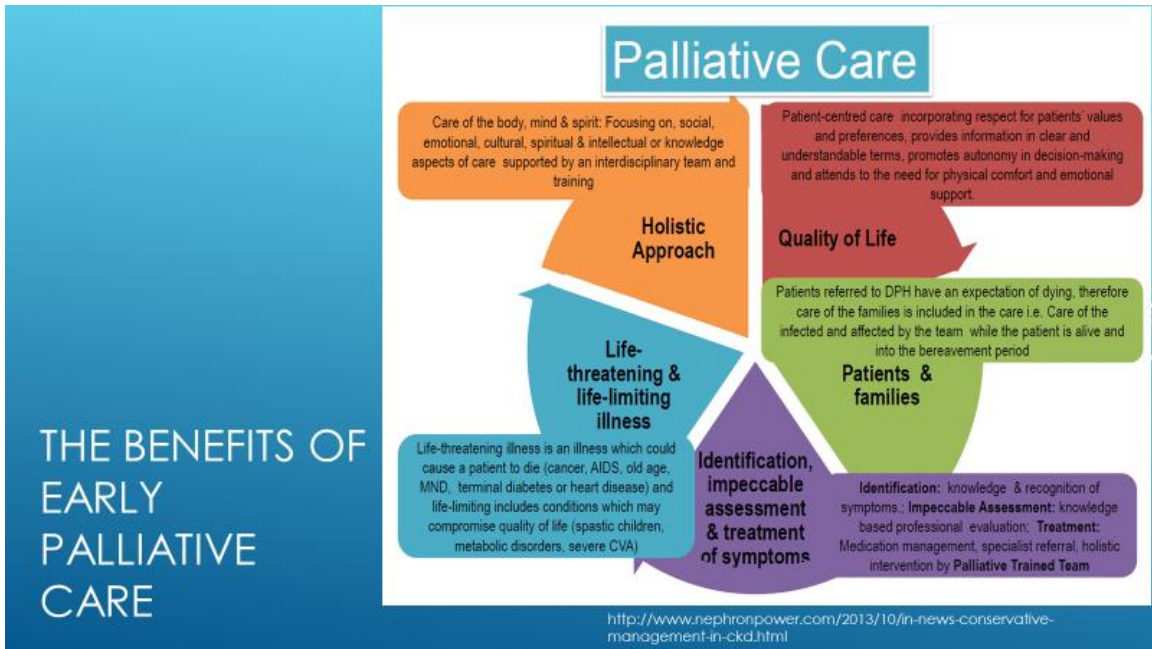 Palliative Care
Care of the body, mind & spirit: Focusing on, social,
emotional, cultural, spiritual & intellectual or knowledge
aspects of care supported by an interdisciplinary team and
training
Holistic
Approach
Patient-centred care incorporating respect for patients' values
and preferences, provides information in clear and
understandable terms, promotes autonomy in decision-making
and attends to the need for physical comfort and emotional
support.
Quality of Life
Patients referred to DPH have an expectation of dying, therefore
care of the families is included in the care i.e. Care of the
infected and affected by the team while the patient is alive and
into the bereavement period
Patients &
families
Identification,
impeccable
assessment
& treatment
of symptoms
Identification: knowledge & recognition of
symptoms.; Impeccable Assessment: knowledge
based professional evaluation; Treatment:
Medication management, specialist referral, holistic
intervention by Palliative Trained Team
Life-
threatening &
life-limiting
illness
Life-threatening illness is an illness which could
cause a patient to die (cancer, AIDS, old age,
MND, terminal diabetes or heart disease) and
life-limiting includes conditions which may
compromise quality of life (spastic children,
metabolic disorders, severe CVA)
THE BENEFITS OF
EARLY
PALLIATIVE
CARE
http://www.nephronpower.com/2013/10/in-news-conservative-
management-in-ckd.html